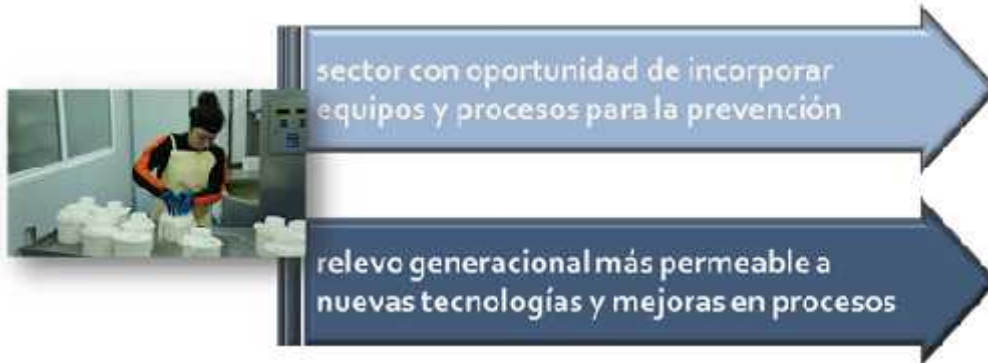 sector con oportunidad de incorporar
equipos y procesos para la prevención
relevo generacional más permeable a
nuevas tecnologías y mejoras en procesos